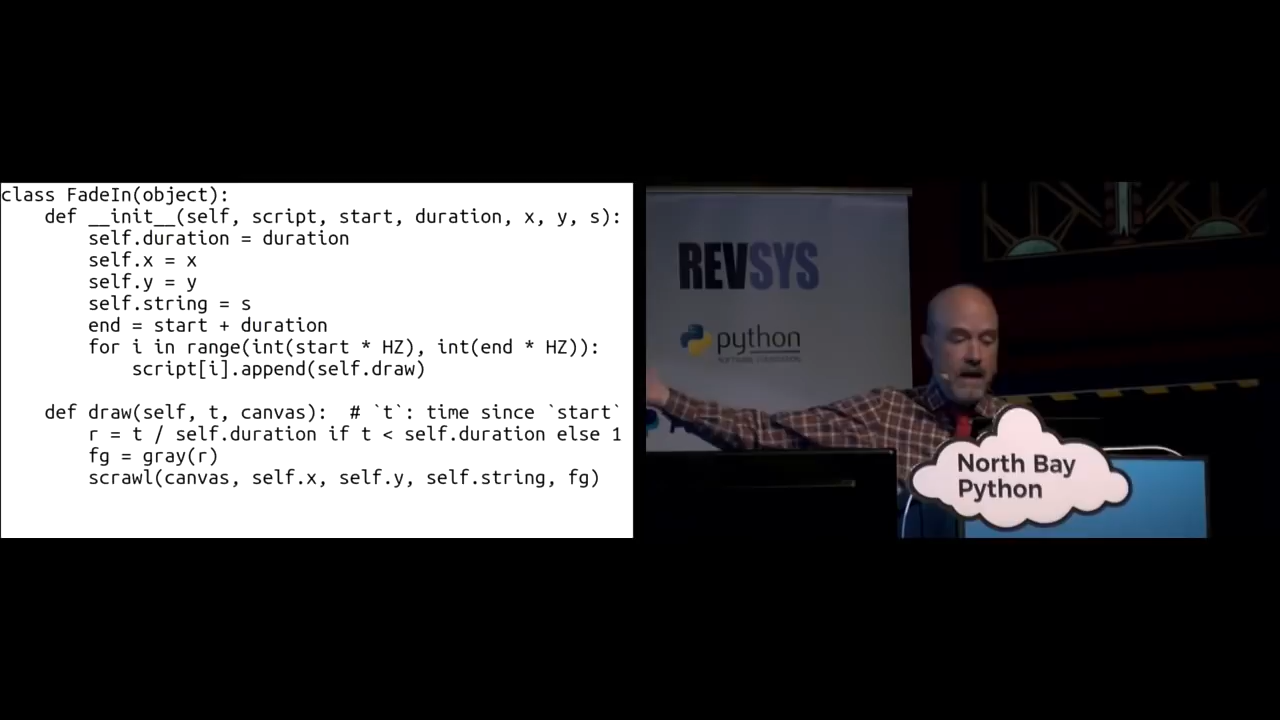 class FadeIn(object):
    def __init__(self, script, start, duration, x, y, s):
        self.duration = duration
        self.x = x
        self.y = y
        self.string = s
        end = start + duration
        for i in range(int(start * HZ), int(end * HZ)):
            script[i].append(self.draw)
    def draw(self, t, canvas):  # `t`: time since `start`
        r = t / self.duration if t < self.duration else 1
        fg = gray(r)
        scrawl(canvas, self.x, self.y, self.string, fg)
REVSYS
python
SOFTWARE FOUNDATION
North Bay
Python